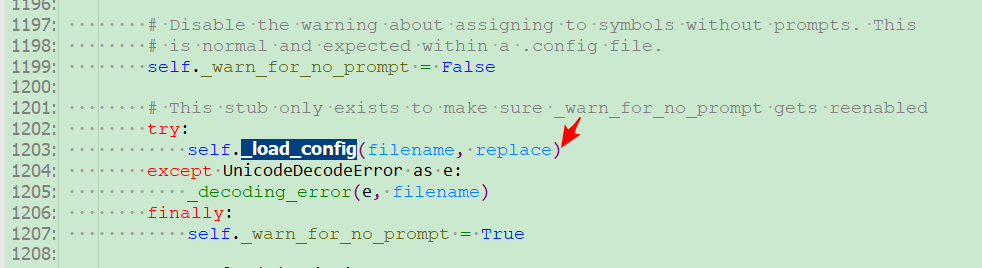 1196:
1197: # Disable the warning about assigning to symbols without prompts. This
1198: # is normal and expected within a .config file.
1199: self._warn_for_no_prompt = False
1200:
1201: # This stub only exists to make sure _warn_for_no_prompt gets reenabled
1202: try:
1203: self._load_config(filename, replace)
1204: except UnicodeDecodeError as e:
1205: _decoding_error(e, filename)
1206: finally:
1207: self._warn_for_no_prompt = True
1208: